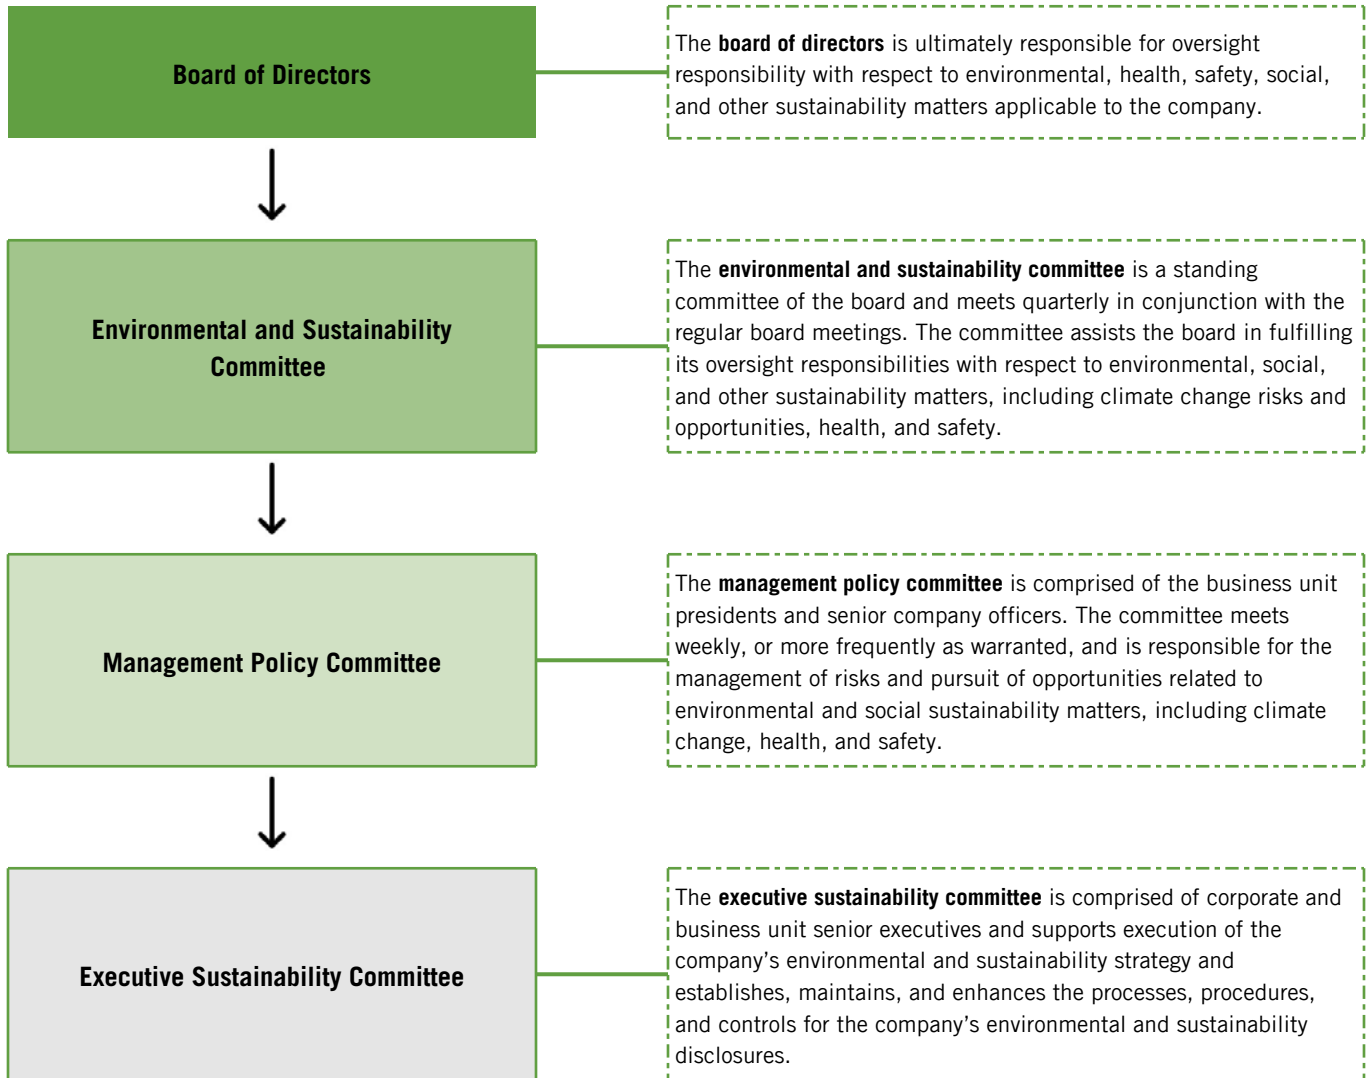 Board of Directors
The board of directors is ultimately responsible for oversight
responsibility with respect to environmental, health, safety, social,
and other sustainability matters applicable to the company.
Environmental and Sustainability
Committee
The environmental and sustainability committee is a standing
committee of the board and meets quarterly in conjunction with the
regular board meetings. The committee assists the board in fulfilling
its oversight responsibilities with respect to environmental, social,
and other sustainability matters, including climate change risks and
opportunities, health, and safety.
Management Policy Committee
The management policy committee is comprised of the business unit
presidents and senior company officers. The committee meets
weekly, or more frequently as warranted, and is responsible for the
management of risks and pursuit of opportunities related to
environmental and social sustainability matters, including climate
change, health, and safety.
Executive Sustainability Committee
The executive sustainability committee is comprised of corporate and
business unit senior executives and supports execution of the
company’s environmental and sustainability strategy and
establishes, maintains, and enhances the processes, procedures,
and controls for the company’s environmental and sustainability
disclosures.